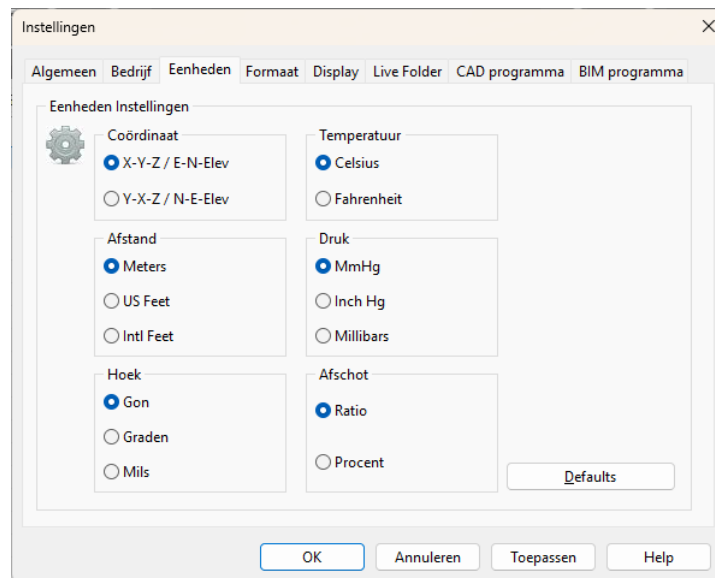 Instellingen
Algemeen Bedrijf Eenheden Formaat Display Live Folder CAD programma BIM programma
Eenheden Instellingen
Coördinaat
X-Y-Z / E-N-Elev
Y-X-Z / N-E-Elev
Temperatuur
Celsius
Fahrenheit
Afstand
Meters
US Feet
Intl Feet
Druk
MmHg
Inch Hg
Millibars
Hoek
Gon
Graden
Mils
Afschot
Ratio
Procent
Defaults
OK Annuleren Toepassen Help